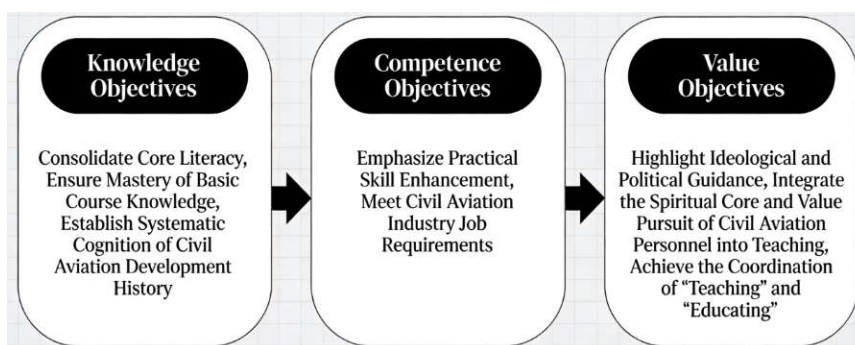 Knowledge
Objectives
Consolidate Core Literacy,
Ensure Mastery of Basic
Course Knowledge,
Establish Systematic
Cognition of Civil
Aviation Development
History
Competence
Objectives
Emphasize Practical
Skill Enhancement,
Meet Civil Aviation
Industry Job
Requirements
Value
Objectives
Highlight Ideological and
Political Guidance, Integrate
the Spiritual Core and Value
Pursuit of Civil Aviation
Personnel into Teaching,
Achieve the Coordination
of “Teaching” and
“Educating”